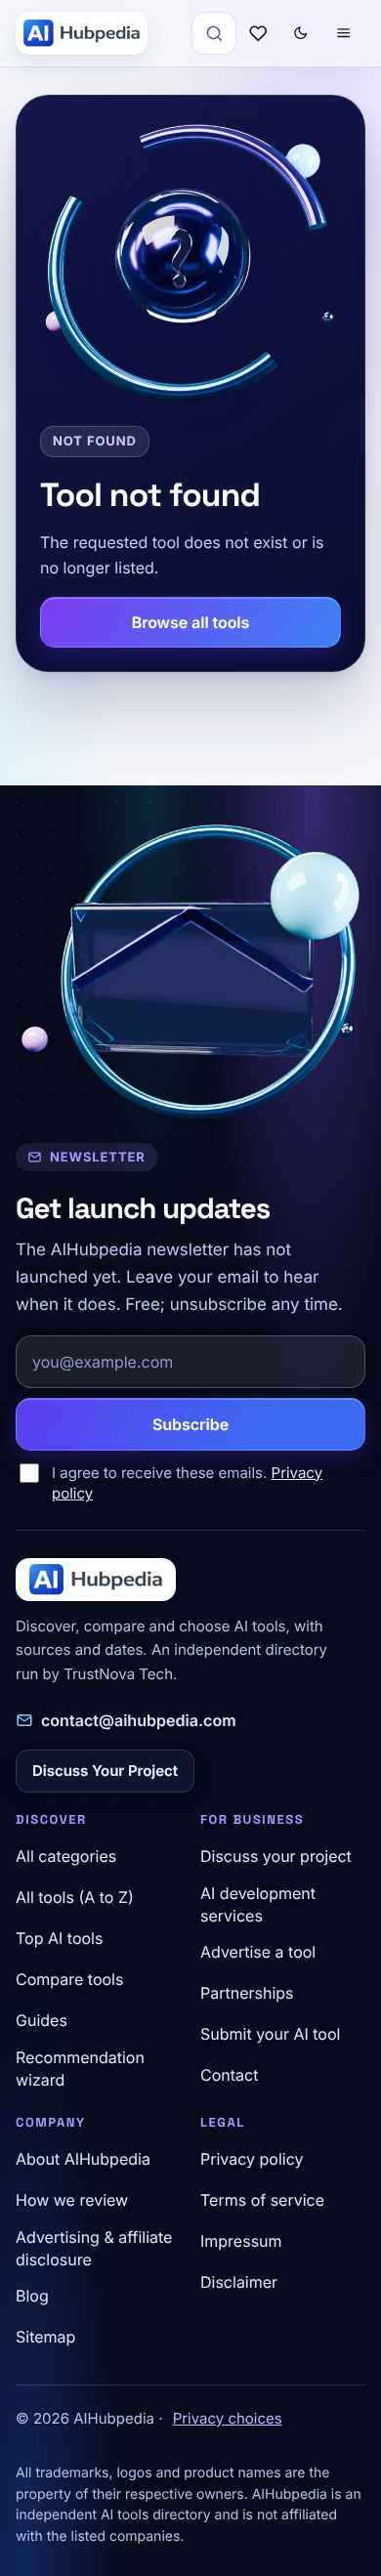 AI Hubpedia
NOT FOUND
Tool not found
The requested tool does not exist or is
no longer listed.
Browse all tools
NEWSLETTER
Get launch updates
The AIHubpedia newsletter has not
launched yet. Leave your email to hear
when it does. Free; unsubscribe any time.
you@example.com
Subscribe
I agree to receive these emails. Privacy
policy
AI Hubpedia
Discover, compare and choose AI tools, with
sources and dates. An independent directory
run by TrustNova Tech.
contact@aihubpedia.com
Discuss Your Project
DISCOVER
All categories
All tools (A to Z)
Top AI tools
Compare tools
Guides
Recommendation
wizard
FOR BUSINESS
Discuss your project
AI development
services
Advertise a tool
Partnerships
Submit your AI tool
Contact
COMPANY
About AIHubpedia
How we review
Advertising & affiliate
disclosure
Blog
Sitemap
LEGAL
Privacy policy
Terms of service
Impressum
Disclaimer
© 2026 AIHubpedia · Privacy choices
All trademarks, logos and product names are the
property of their respective owners. AIHubpedia is an
independent AI tools directory and is not affiliated
with the listed companies.